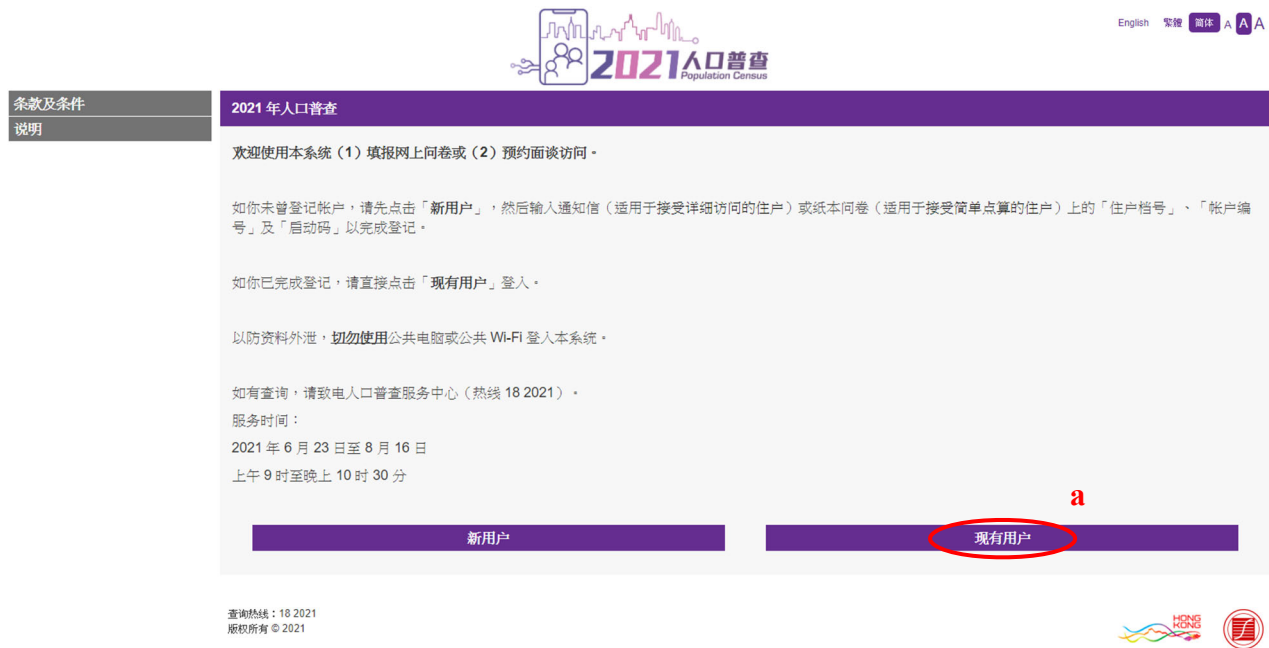 English 繁體 简体 A A A
2021人口普查
Population Census
条款及条件
说明
2021 年人口普查
欢迎使用本系统（1）填报网上问卷或（2）预约面谈访问。
如你未曾登记帐户，请先点击「新用户」，然后输入通知信（适用于接受详细访问的住户）或纸本问卷（适用于接受简单点算的住户）上的「住户档号」、「帐户编
号」及「启动码」以完成登记。
如你已完成登记，请直接点击「现有用户」登入。
以防资料外泄，切勿使用公共电脑或公共 Wi-Fi 登入本系统。
如有查询，请致电人口普查服务中心（热线 18 2021）。
服务时间：
2021 年 6 月 23 日至 8 月 16 日
上午 9 时至晚上 10 时 30 分
a
新用户
现有用户
查询热线：18 2021
版权所有 © 2021
HONG
KONG